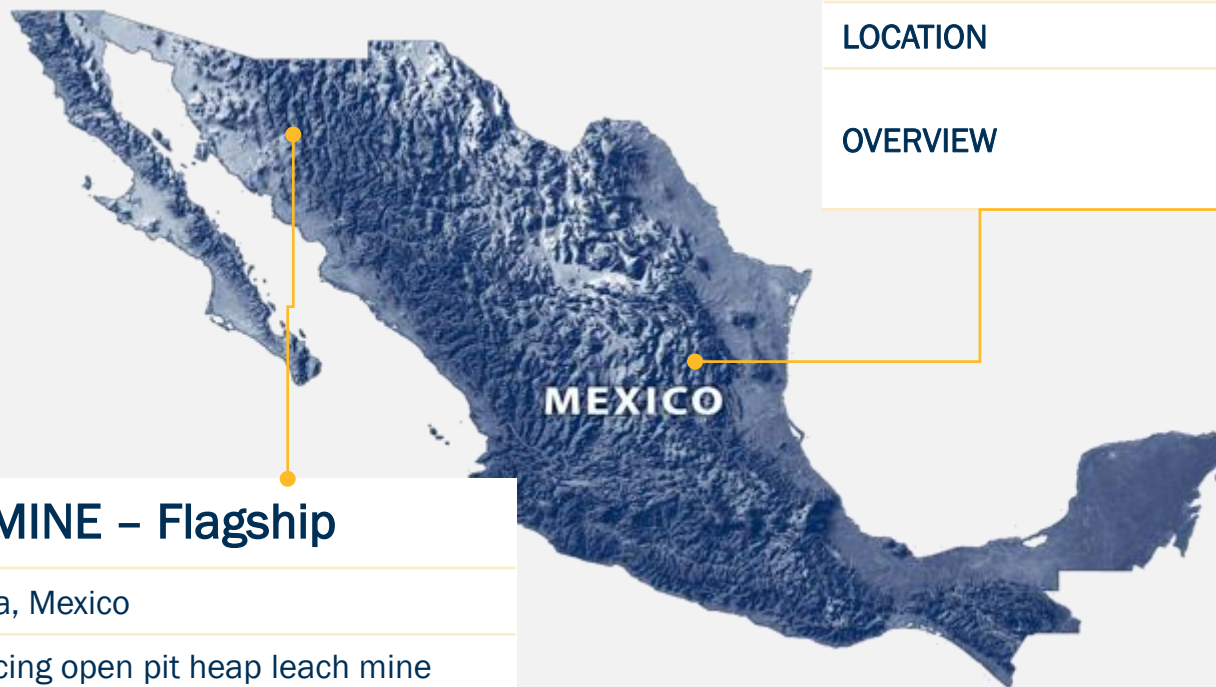 LOCATION
OVERVIEW
MEXICO
MINE – Flagship
a, Mexico
cing open pit heap leach mine